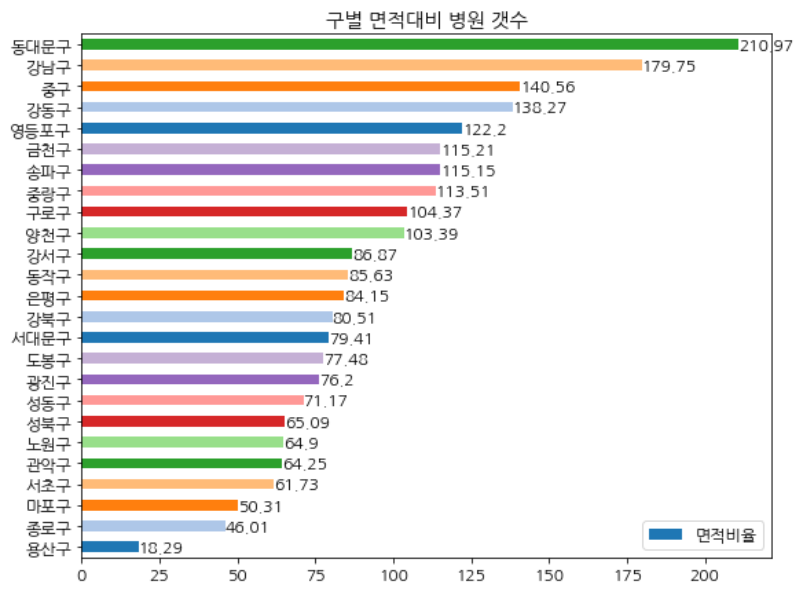 구별 면적대비 병원 갯수
동대문구 210.97
강남구 179.75
중구 140.56
강동구 138.27
영등포구 122.2
금천구 115.21
송파구 115.15
중랑구 113.51
구로구 104.37
양천구 103.39
강서구 86.87
동작구 85.63
은평구 84.15
강북구 80.51
서대문구 79.41
도봉구 77.48
광진구 76.2
성동구 71.17
성북구 65.09
노원구 64.9
관악구 64.25
서초구 61.73
마포구 50.31
종로구 46.01
용산구 18.29
면적비율
0 25 50 75 100 125 150 175 200